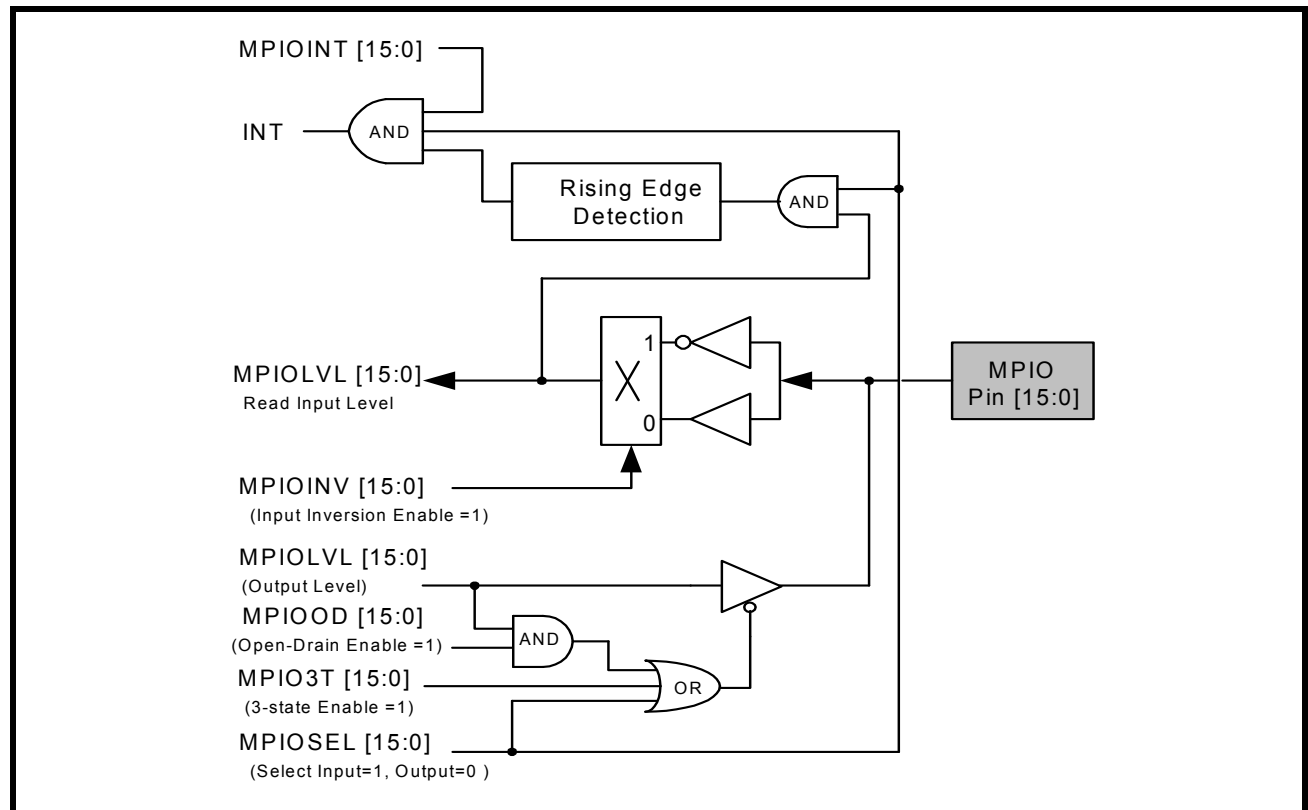 MPIOINT [15:0]
INT
AND
Rising Edge
Detection
AND
MPIOLVL [15:0]
Read Input Level
1
X
0
MPIO
Pin [15:0]
MPIOINV [15:0]
(Input Inversion Enable =1)
MPIOLVL [15:0]
(Output Level)
MPIOOD [15:0]
(Open-Drain Enable =1)
AND
MPIO3T [15:0]
(3-state Enable =1)
OR
MPIOSEL [15:0]
(Select Input=1, Output=0 )